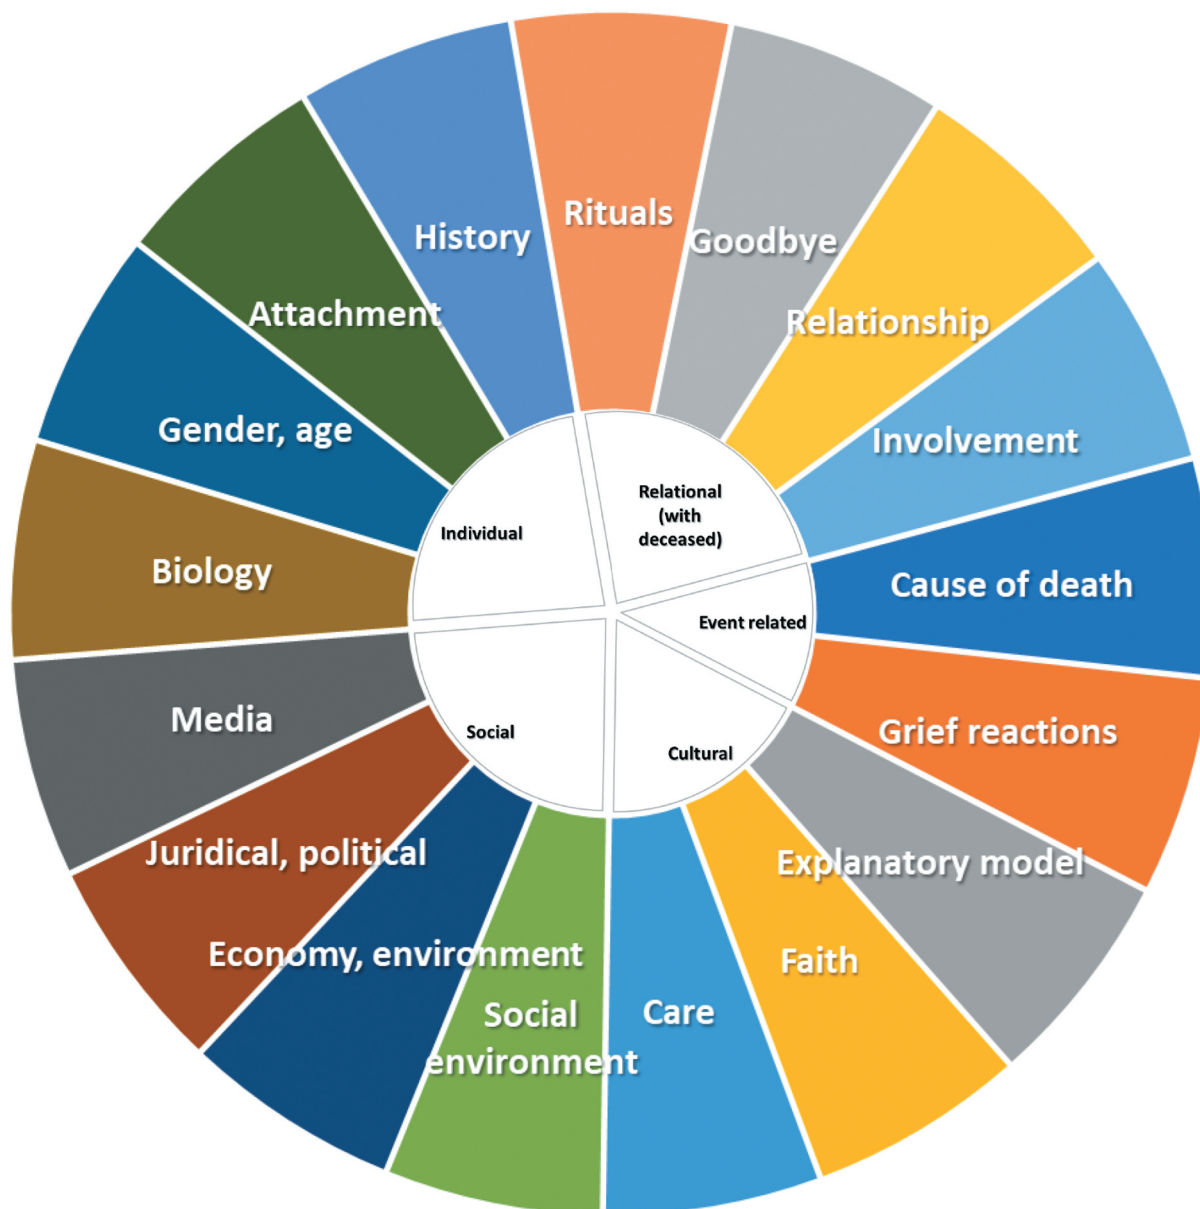 Rituals
Goodbye
Relationship
Involvement
Cause of death
Grief reactions
Explanatory model
Faith
Care
Social
environment
Economy, environment
Juridical, political
Media
Biology
Gender, age
Attachment
History
Relational
(with
deceased)
Event related
Cultural
Social
Individual